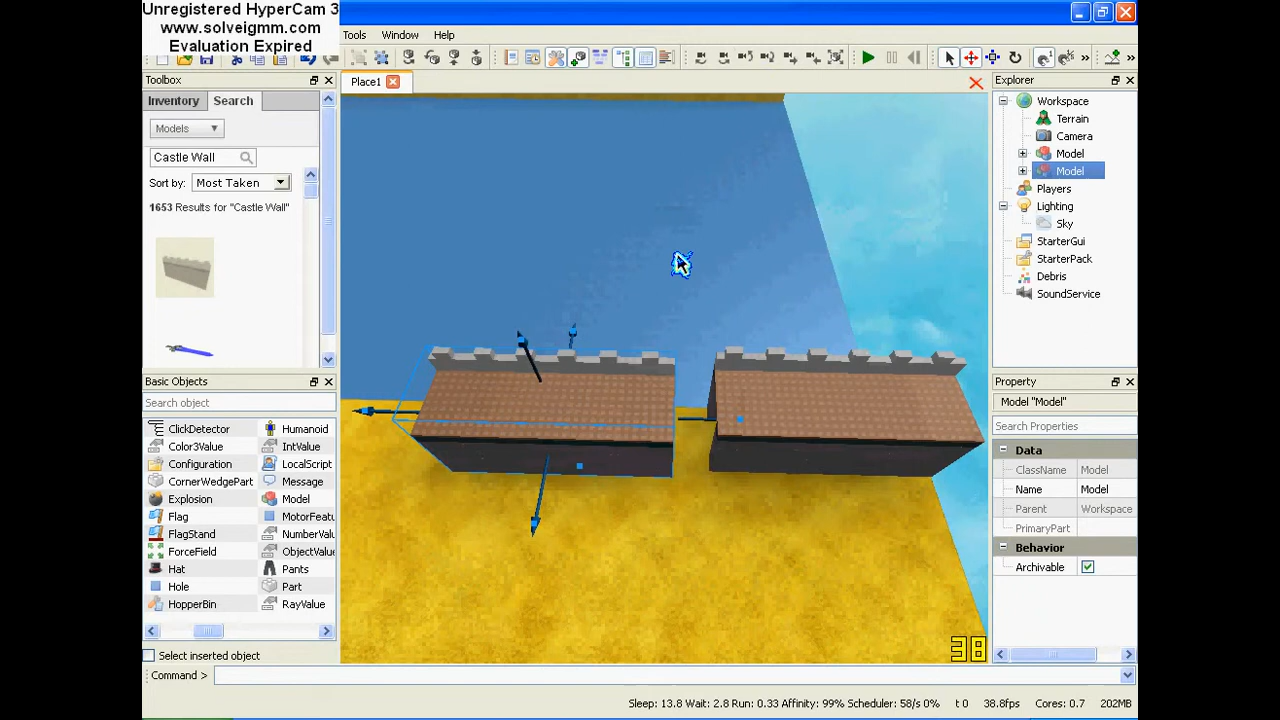 Unregistered HyperCam 3
www.solveigmm.com
Evaluation Expired
Tools Window Help
Toolbox
Inventory Search
Models
Castle Wall
Sort by: Most Taken
1653 Results for "Castle Wall"
Basic Objects
Search object
ClickDetector Humanoid
Color3Value IntValue
Configuration LocalScript
CornerWedgePart Message
Explosion Model
Flag MotorFeatu
FlagStand NumberValu
ForceField ObjectValu
Hat Pants
Hole Part
HopperBin RayValue
Select inserted object
Place1
38
Explorer
Workspace
Terrain
Camera
Model
Model
Players
Lighting
Sky
StarterGui
StarterPack
Debris
SoundService
Property
Model "Model"
Search Properties
Data
ClassName Model
Name Model
Parent Workspace
PrimaryPart
Behavior
Archivable
Command >
Sleep: 13.8 Wait: 2.8 Run: 0.33 Affinity: 99% Scheduler: 58/s 0% t 0 38.8fps Cores: 0.7 202MB